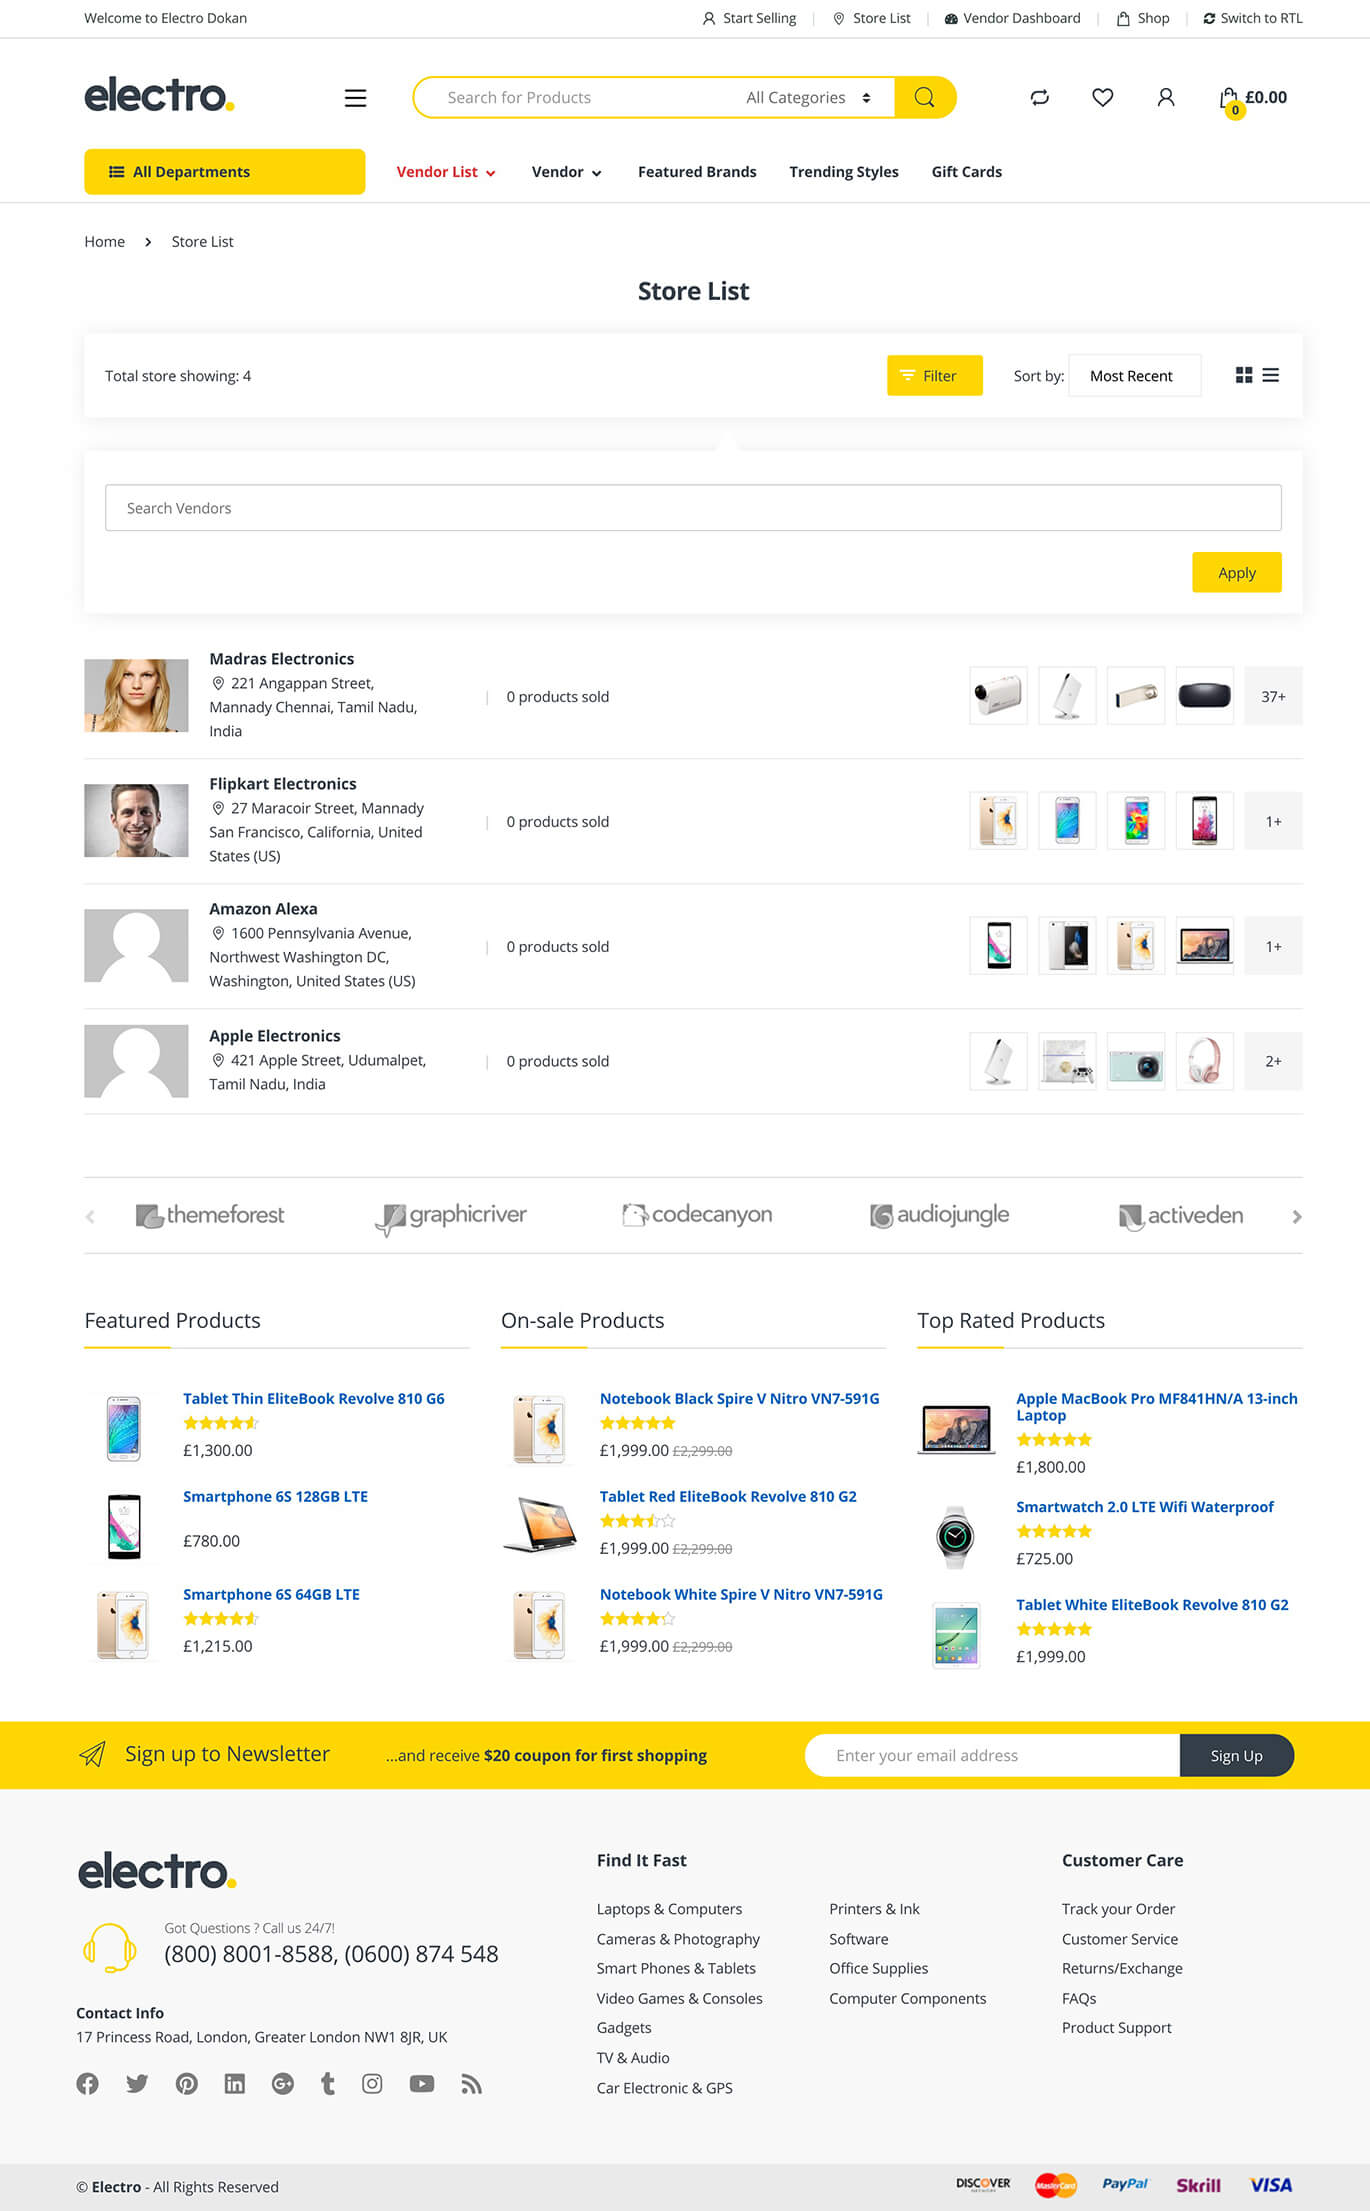 Welcome to Electro Dokan
Start Selling
Store List
Vendor Dashboard
Shop
Switch to RTL
electro.
Search for Products
All Categories
0
£0.00
All Departments
Vendor List
Vendor
Featured Brands
Trending Styles
Gift Cards
Home
Store List
Store List
Total store showing: 4
Filter
Sort by:
Most Recent
Search Vendors
Apply
Madras Electronics
221 Angappan Street,
Mannady Chennai, Tamil Nadu,
India
0 products sold
37+
Flipkart Electronics
27 Maracoir Street, Mannady
San Francisco, California, United
States (US)
0 products sold
1+
Amazon Alexa
1600 Pennsylvania Avenue,
Northwest Washington DC,
Washington, United States (US)
0 products sold
1+
Apple Electronics
421 Apple Street, Udumalpet,
Tamil Nadu, India
0 products sold
2+
themeforest
graphicriver
codecanyon
audiojungle
activeden
Featured Products
Tablet Thin EliteBook Revolve 810 G6
£1,300.00
Smartphone 6S 128GB LTE
£780.00
Smartphone 6S 64GB LTE
£1,215.00
On-sale Products
Notebook Black Spire V Nitro VN7-591G
£1,999.00 £2,299.00
Tablet Red EliteBook Revolve 810 G2
£1,999.00 £2,299.00
Notebook White Spire V Nitro VN7-591G
£1,999.00 £2,299.00
Top Rated Products
Apple MacBook Pro MF841HN/A 13-inch
Laptop
£1,800.00
Smartwatch 2.0 LTE Wifi Waterproof
£725.00
Tablet White EliteBook Revolve 810 G2
£1,999.00
Sign up to Newsletter
...and receive $20 coupon for first shopping
Enter your email address
Sign Up
electro.
Got Questions ? Call us 24/7!
(800) 8001-8588, (0600) 874 548
Contact Info
17 Princess Road, London, Greater London NW1 8JR, UK
Find It Fast
Laptops & Computers
Cameras & Photography
Smart Phones & Tablets
Video Games & Consoles
Gadgets
TV & Audio
Car Electronic & GPS
Printers & Ink
Software
Office Supplies
Computer Components
Customer Care
Track your Order
Customer Service
Returns/Exchange
FAQs
Product Support
© Electro - All Rights Reserved
DISCOVER
NETWORK
MasterCard
PayPal
Skrill
VISA